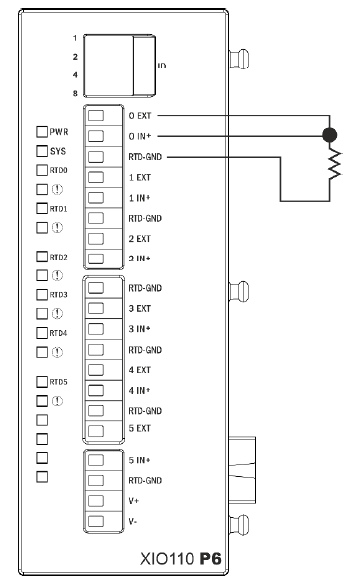 1
2
4
8
ID
0 EXT
0 IN+
RTD-GND
1 EXT
1 IN+
RTD-GND
2 EXT
2 IN+
RTD-GND
3 EXT
3 IN+
RTD-GND
4 EXT
4 IN+
RTD-GND
5 EXT
5 IN+
RTD-GND
V+
V-
PWR
SYS
RTD0
!
RTD1
!
RTD2
!
RTD3
!
RTD4
!
RTD5
!
XIO110 P6